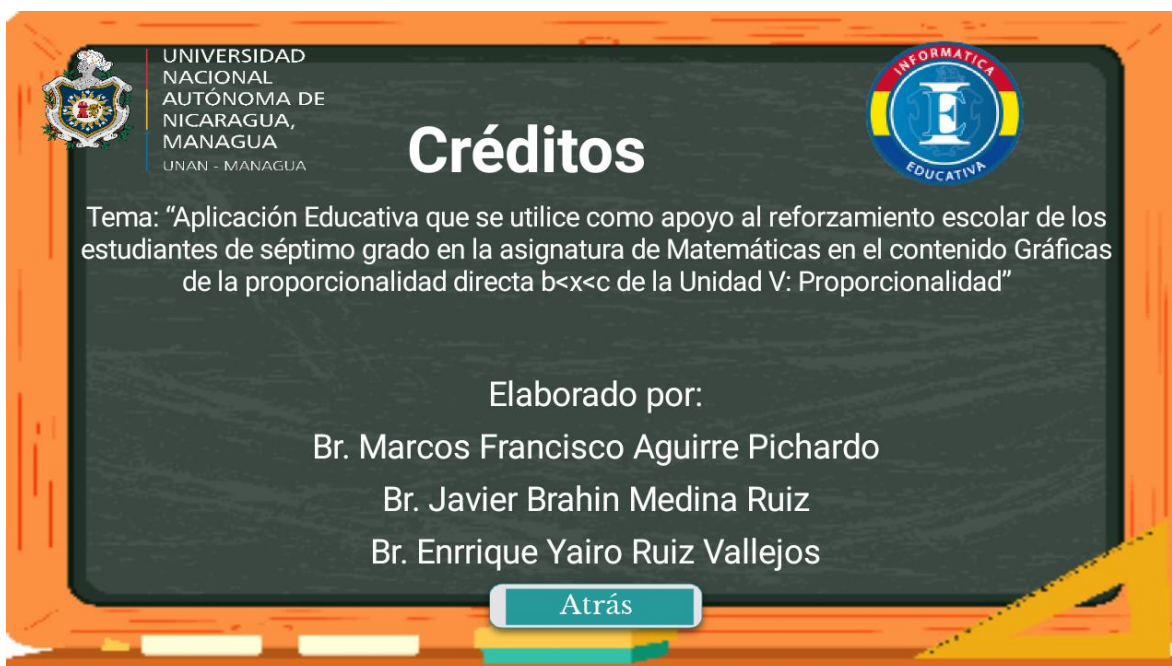 UNIVERSIDAD
NACIONAL
AUTÓNOMA DE
NICARAGUA,
MANAGUA
UNAN - MANAGUA
INFORMATICA
E
EDUCATIVA
Créditos
Tema: “Aplicación Educativa que se utilice como apoyo al reforzamiento escolar de los
estudiantes de séptimo grado en la asignatura de Matemáticas en el contenido Gráficas
de la proporcionalidad directa b<x<c de la Unidad V: Proporcionalidad”
Elaborado por:
Br. Marcos Francisco Aguirre Pichardo
Br. Javier Brahin Medina Ruiz
Br. Enrrique Yairo Ruiz Vallejos
Atrás